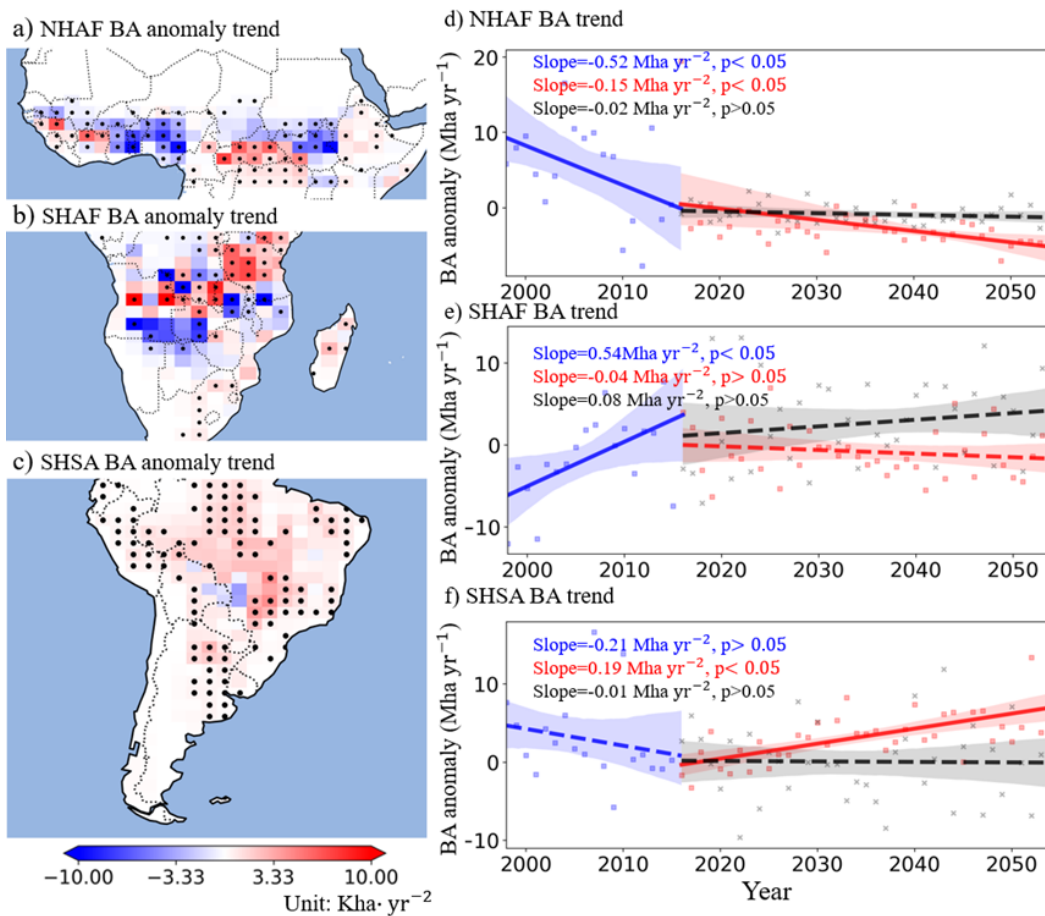 a) NHAF BA anomaly trend
b) SHAF BA anomaly trend
c) SHSA BA anomaly trend
−10.00 −3.33 3.33 10.00
Unit: Kha· yr⁻²
d) NHAF BA trend
BA anomaly (Mha yr⁻¹)
20
10
0
Slope=-0.52 Mha yr⁻², p< 0.05
Slope=-0.15 Mha yr⁻², p< 0.05
Slope=-0.02 Mha yr⁻², p>0.05
2000 2010 2020 2030 2040 2050
e) SHAF BA trend
BA anomaly (Mha yr⁻¹)
10
0
-10
Slope=0.54Mha yr⁻², p< 0.05
Slope=-0.04 Mha yr⁻², p> 0.05
Slope=0.08 Mha yr⁻², p>0.05
2000 2010 2020 2030 2040 2050
f) SHSA BA trend
BA anomaly (Mha yr⁻¹)
10
0
-10
Slope=-0.21 Mha yr⁻², p> 0.05
Slope=0.19 Mha yr⁻², p< 0.05
Slope=-0.01 Mha yr⁻², p>0.05
2000 2010 2020 2030 2040 2050
Year